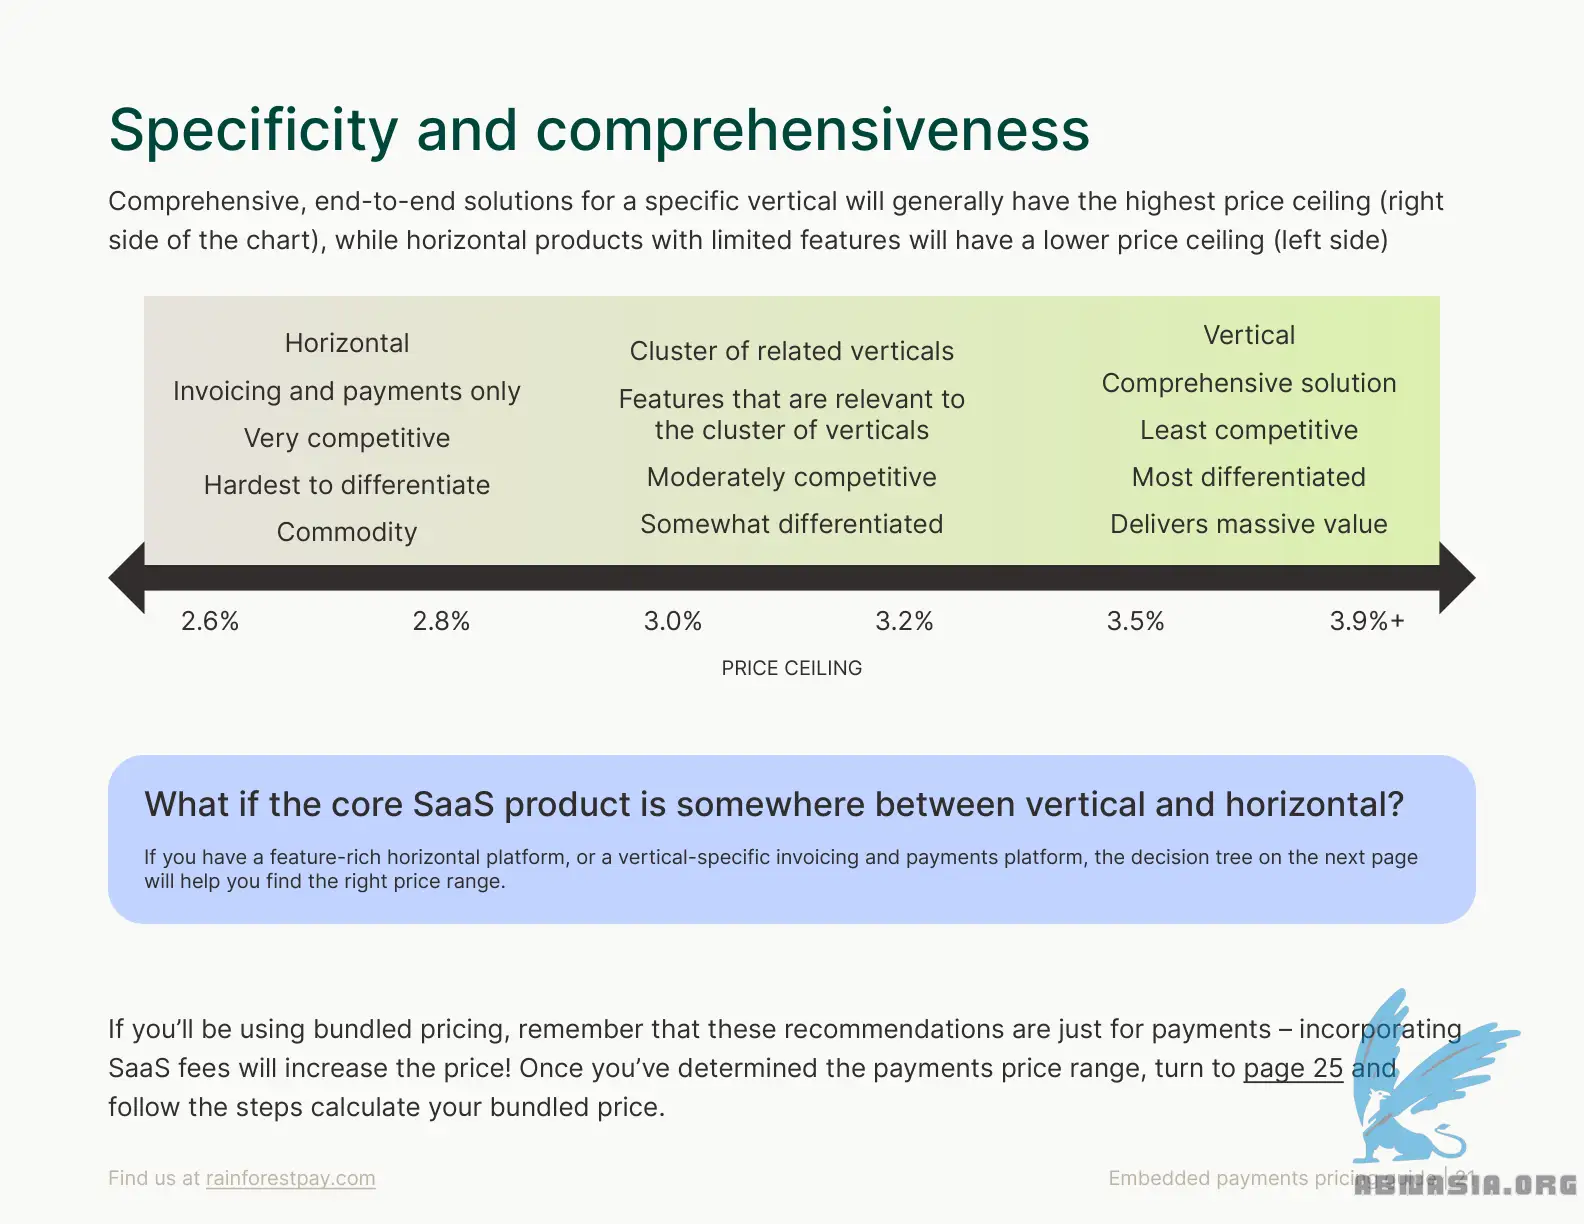 Specificity and comprehensiveness
Comprehensive, end-to-end solutions for a specific vertical will generally have the highest price ceiling (right
side of the chart), while horizontal products with limited features will have a lower price ceiling (left side)
Horizontal
Invoicing and payments only
Very competitive
Hardest to differentiate
Commodity
Cluster of related verticals
Features that are relevant to
the cluster of verticals
Moderately competitive
Somewhat differentiated
Vertical
Comprehensive solution
Least competitive
Most differentiated
Delivers massive value
2.6% 2.8% 3.0% 3.2% 3.5% 3.9%+
PRICE CEILING
What if the core SaaS product is somewhere between vertical and horizontal?
If you have a feature-rich horizontal platform, or a vertical-specific invoicing and payments platform, the decision tree on the next page
will help you find the right price range.
If you’ll be using bundled pricing, remember that these recommendations are just for payments – incorporating
SaaS fees will increase the price! Once you’ve determined the payments price range, turn to page 25 and
follow the steps calculate your bundled price.
Find us at rainforestpay.com
Embedded payments pricing guide | 21
ABNASIA.ORG